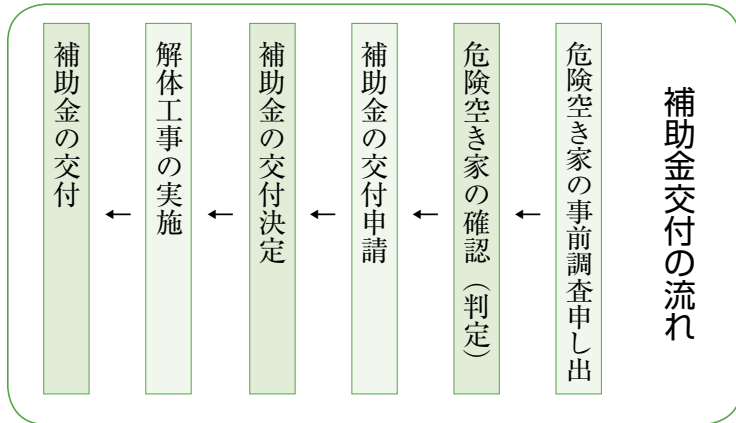 補助金交付の流れ
危険空き家の事前調査申し出
危険空き家の確認（判定）
補助金の交付申請
補助金の交付決定
解体工事の実施
補助金の交付